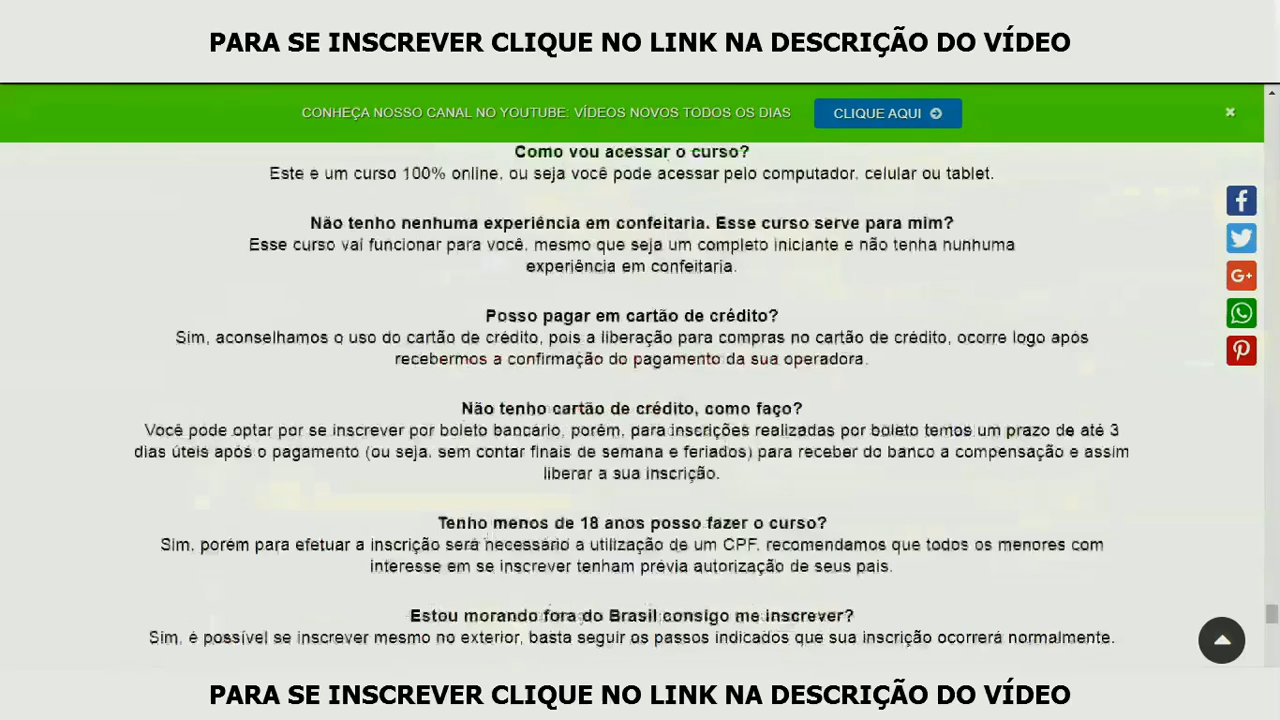 PARA SE INSCREVER CLIQUE NO LINK NA DESCRIÇÃO DO VÍDEO
CONHEÇA NOSSO CANAL NO YOUTUBE: VÍDEOS NOVOS TODOS OS DIAS
CLIQUE AQUI
Como vou acessar o curso?
Este e um curso 100% online, ou seja você pode acessar pelo computador, celular ou tablet.
Não tenho nenhuma experiência em confeitaria. Esse curso serve para mim?
Esse curso vai funcionar para você, mesmo que seja um completo iniciante e não tenha nunhuma
experiência em confeitaria.
Posso pagar em cartão de crédito?
Sim, aconselhamos o uso do cartão de crédito, pois a liberação para compras no cartão de crédito, ocorre logo após
recebermos a confirmação do pagamento da sua operadora.
Não tenho cartão de crédito, como faço?
Você pode optar por se inscrever por boleto bancário, porém, para inscrições realizadas por boleto temos um prazo de até 3
dias úteis após o pagamento (ou seja, sem contar finais de semana e feriados) para receber do banco a compensação e assim
liberar a sua inscrição.
Tenho menos de 18 anos posso fazer o curso?
Sim, porém para efetuar a inscrição será necessário a utilização de um CPF, recomendamos que todos os menores com
interesse em se inscrever tenham prévia autorização de seus pais.
Estou morando fora do Brasil consigo me inscrever?
Sim, é possível se inscrever mesmo no exterior, basta seguir os passos indicados que sua inscrição ocorrerá normalmente.
PARA SE INSCREVER CLIQUE NO LINK NA DESCRIÇÃO DO VÍDEO